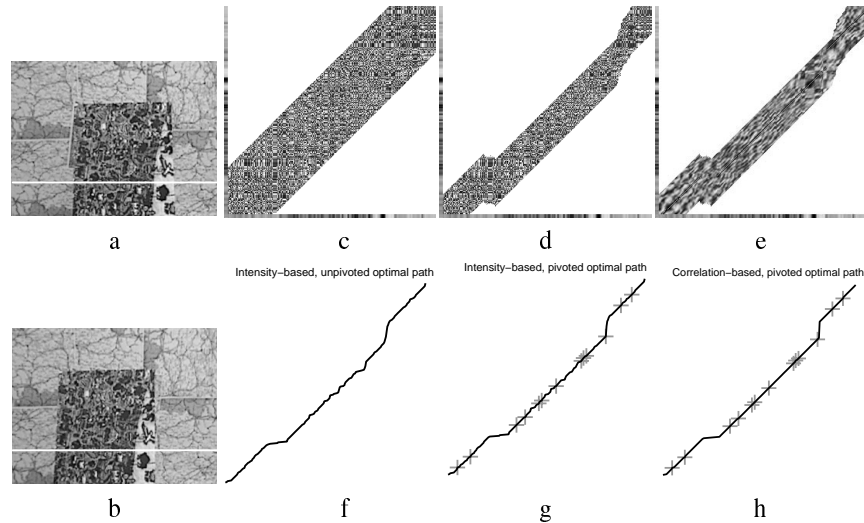 a
c
d
e
Intensity−based, unpivoted optimal path
Intensity−based, pivoted optimal path
Correlation−based, pivoted optimal path
b
f
g
h